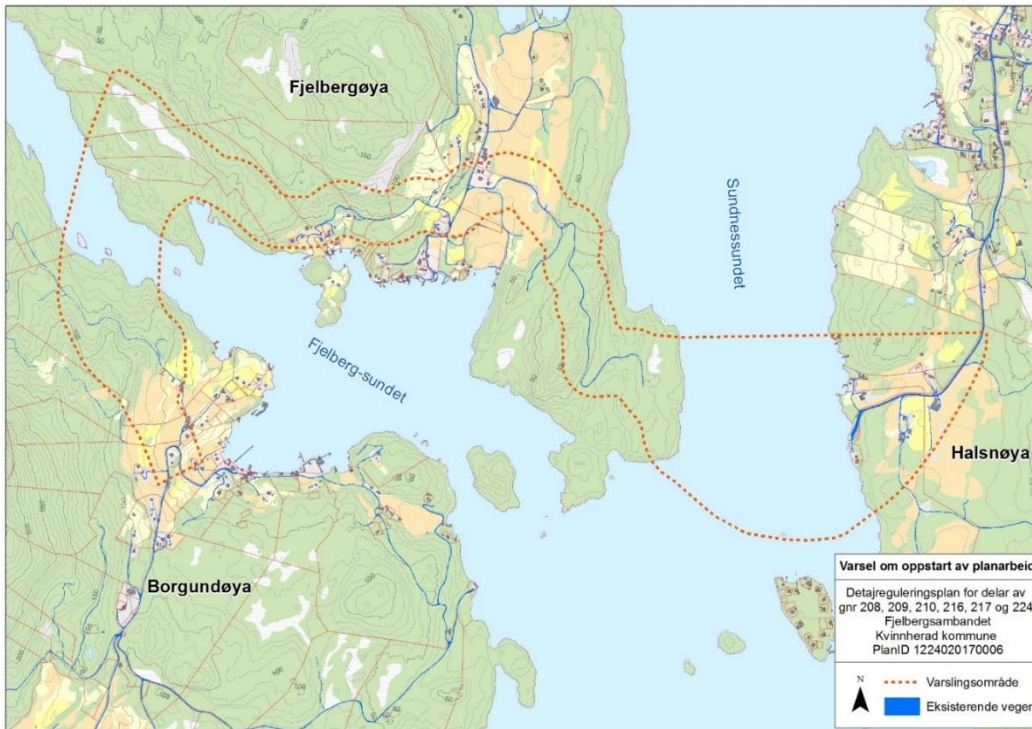 Fjelbergøya
Sundnessundet
Fjelberg-sundet
Halsnøya
Borgundøya
Varsel om oppstart av planarbeid
Detaljreguleringsplan for delar av
gnr 208, 209, 210, 216, 217 og 224
Fjelbergsambandet
Kvinnherad kommune
PlanID 1224020170006
N
Varslingsområde
Eksisterende veger